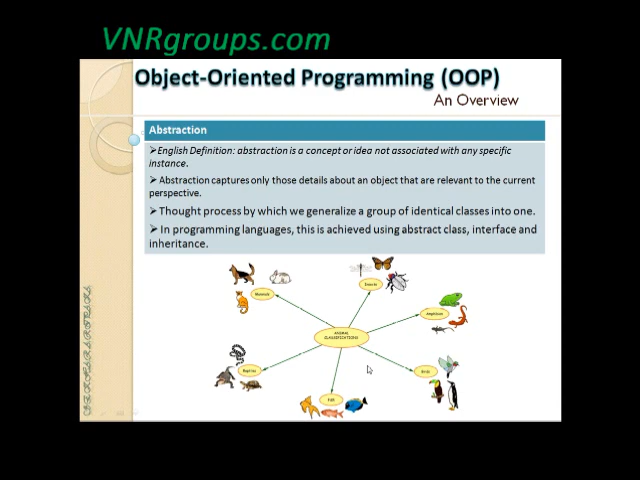 VNRgroups.com
Object-Oriented Programming (OOP)
An Overview
Abstraction
➢English Definition: abstraction is a concept or idea not associated with any specific
instance.
➢ Abstraction captures only those details about an object that are relevant to the current
perspective.
➢ Thought process by which we generalize a group of identical classes into one.
➢ In programming languages, this is achieved using abstract class, interface and
inheritance.
Mammals
Insects
Amphibians
ANIMAL
CLASSIFICATIONS
Reptiles
Fish
Birds